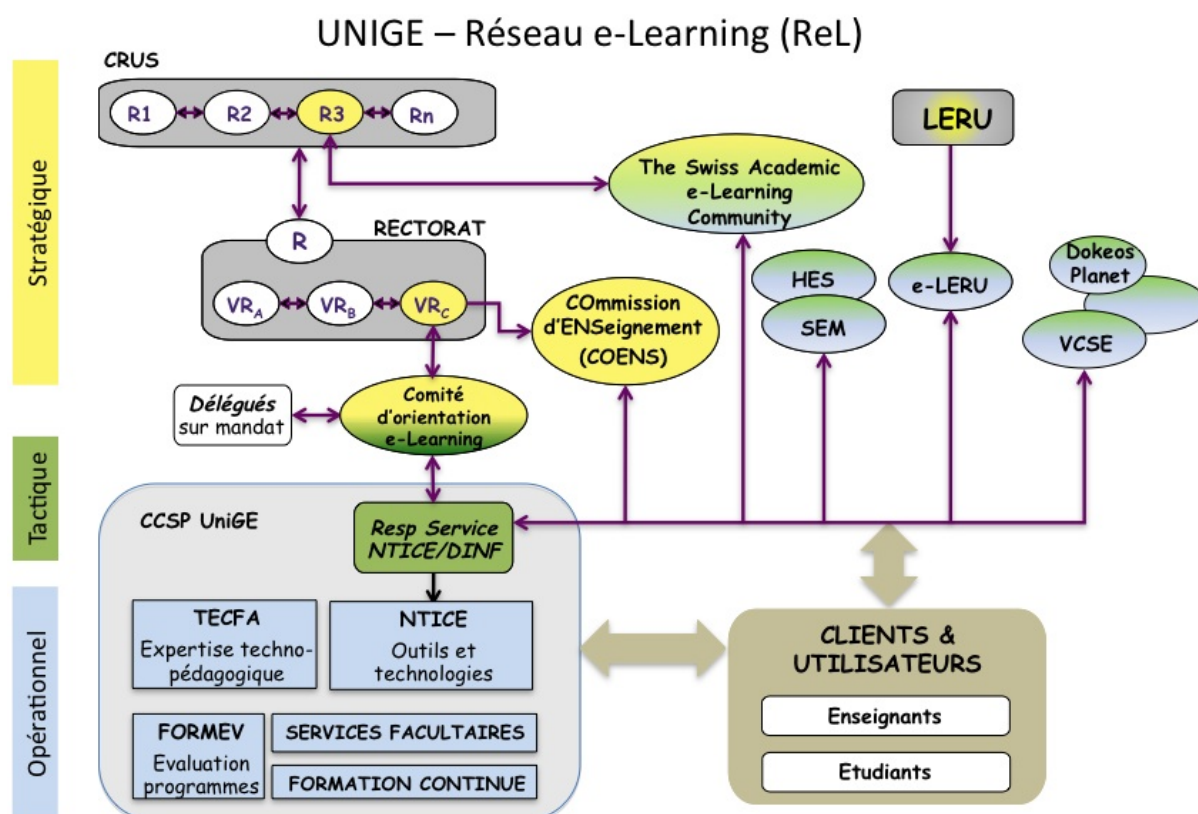 UNIGE – Réseau e-Learning (ReL)
CRUS
R1
R2
R3
Rn
LERU
The Swiss Academic
e-Learning
Community
Stratégique
R
RECTORAT
VRA
VRB
VRC
COmmission
d'ENSeignement
(COENS)
HES
SEM
e-LERU
Dokeos
Planet
VCSE
Délégués
sur mandat
Comité
d'orientation
e-Learning
Tactique
CCSP UniGE
Resp Service
NTICE/DINF
Opérationnel
TECFA
Expertise techno-
pédagogique
NTICE
Outils et
technologies
FORMEV
Evaluation
programmes
SERVICES FACULTAIRES
FORMATION CONTINUE
CLIENTS &
UTILISATEURS
Enseignants
Etudiants